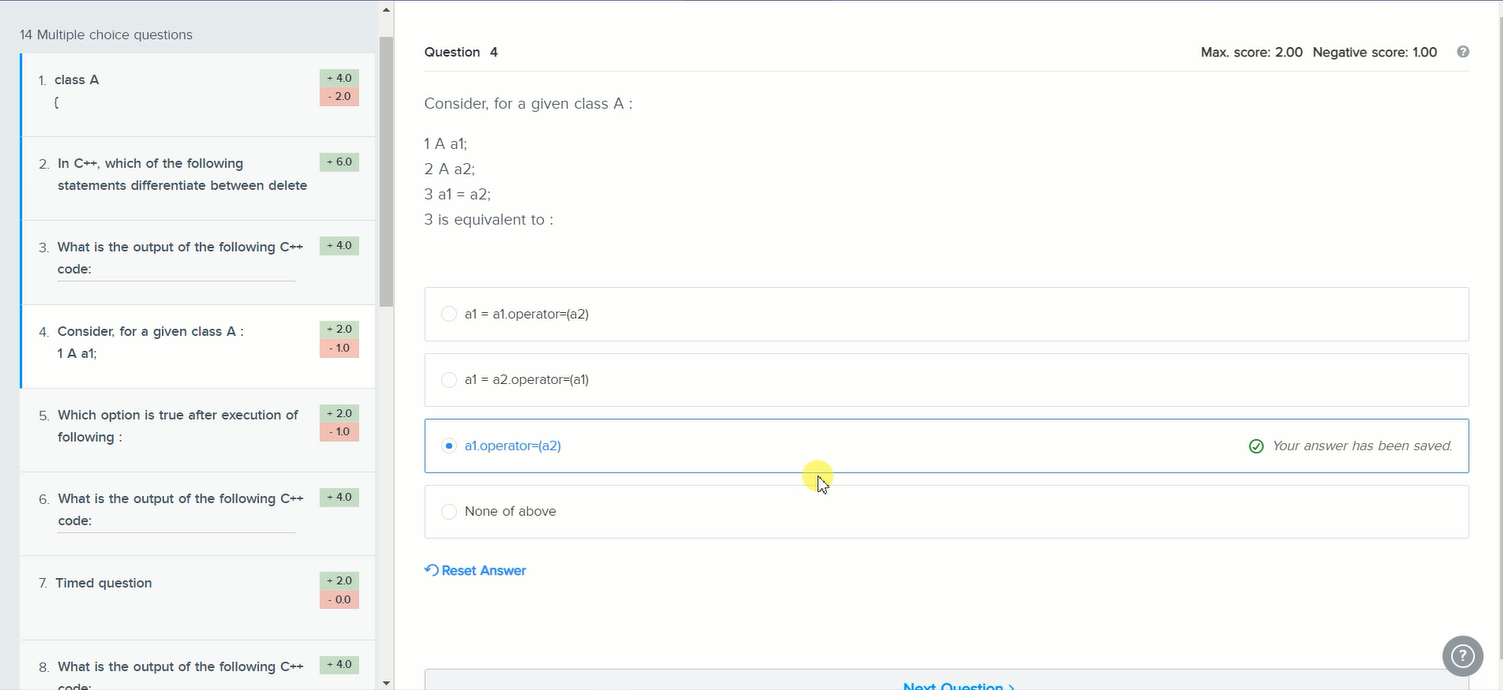 14 Multiple choice questions
1. class A
{
+ 4.0
- 2.0
2. In C++, which of the following
statements differentiate between delete
+ 6.0
3. What is the output of the following C++
code:
+ 4.0
4. Consider, for a given class A :
1 A a1;
+ 2.0
- 1.0
5. Which option is true after execution of
following :
+ 2.0
- 1.0
6. What is the output of the following C++
code:
+ 4.0
7. Timed question
+ 2.0
- 0.0
8. What is the output of the following C++
code:
+ 4.0
Question 4
Max. score: 2.00 Negative score: 1.00 ?
Consider, for a given class A :
1 A a1;
2 A a2;
3 a1 = a2;
3 is equivalent to :
a1 = a1.operator=(a2)
a1 = a2.operator=(a1)
a1.operator=(a2)
Your answer has been saved.
None of above
Reset Answer
Next Question >
?